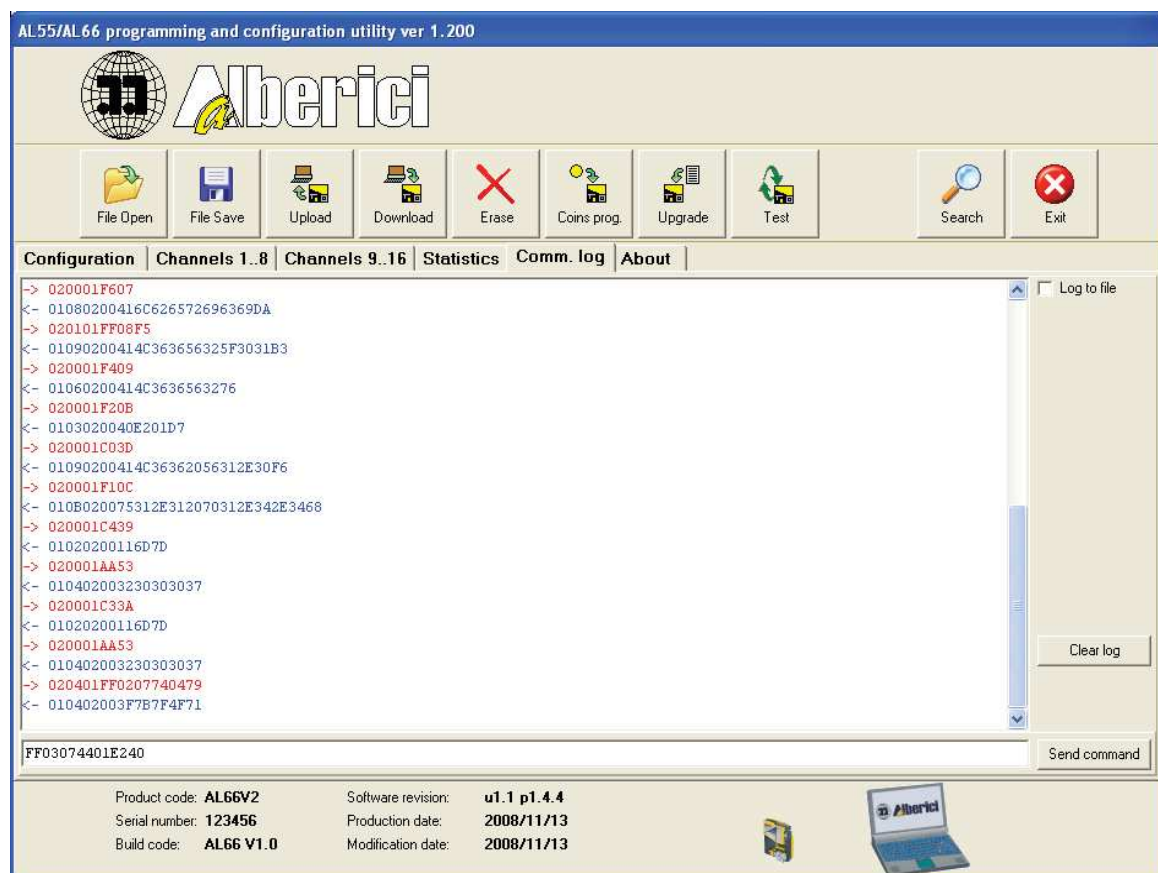 AL55/AL66 programming and configuration utility ver 1.200
Alberici
File Open File Save Upload Download Erase Coins prog. Upgrade Test Search Exit
Configuration Channels 1..8 Channels 9..16 Statistics Comm. log About
-> 020001F607
<- 01080200416C626572696369DA
-> 020101FF08F5
<- 01090200414C363656325F3031B3
-> 020001F409
<- 01060200414C3636563276
-> 020001F20B
<- 0103020040E201D7
-> 020001C03D
<- 01090200414C36362056312E30F6
-> 020001F10C
<- 010B020075312E312070312E342E3468
-> 020001C439
<- 01020200116D7D
-> 020001AA53
<- 010402003230303037
-> 020001C33A
<- 01020200116D7D
-> 020001AA53
<- 010402003230303037
-> 020401FF0207740479
<- 010402003F7B7F4F71
Log to file
Clear log
FF03074401E240
Send command
Product code: AL66V2 Software revision: u1.1 p1.4.4
Serial number: 123456 Production date: 2008/11/13
Build code: AL66 V1.0 Modification date: 2008/11/13
Alberici